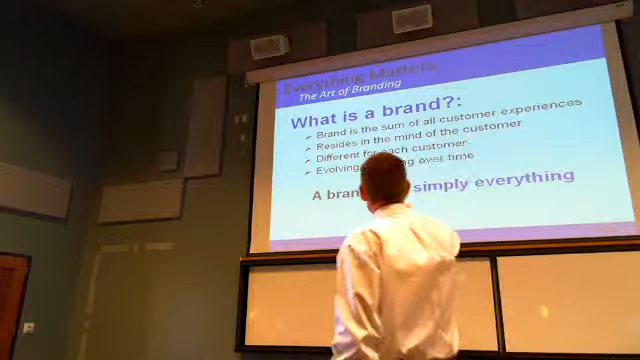 Everything Matters
The Art of Branding
What is a brand?:
Brand is the sum of all customer experiences
Resides in the mind of the customer
Different for each customer
Evolving over time
A bran simply everything